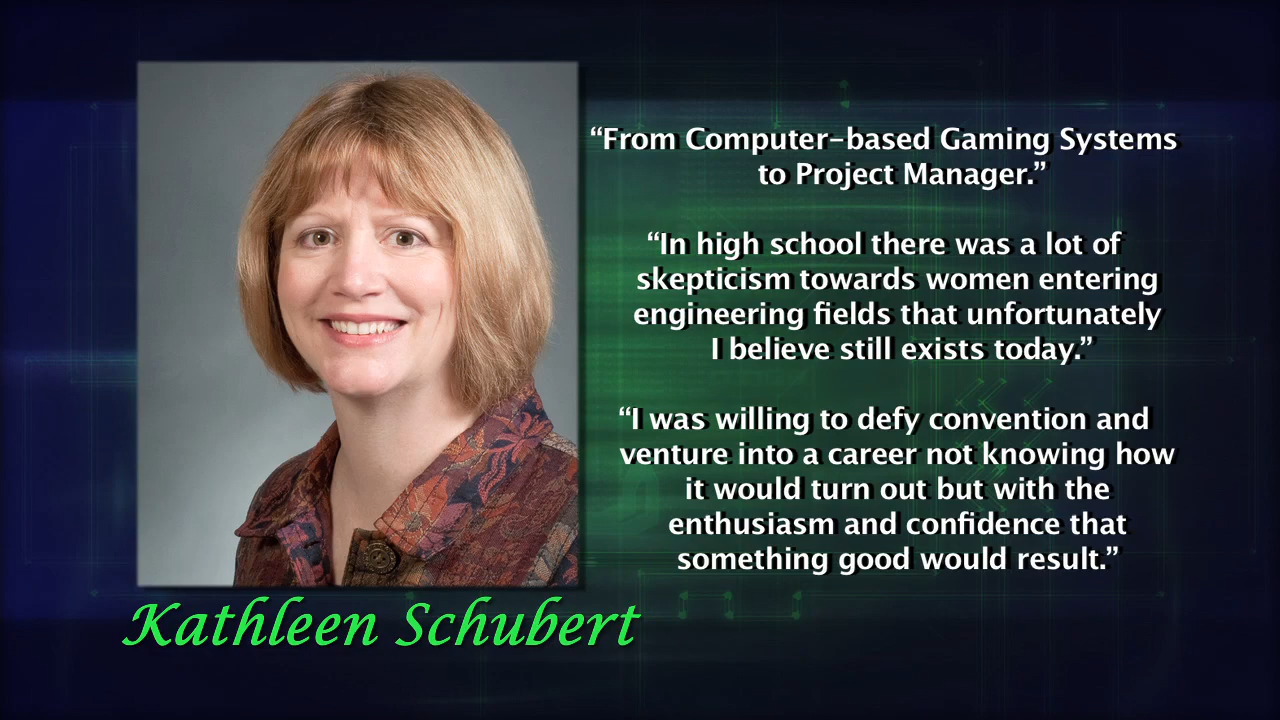 “From Computer-based Gaming Systems
to Project Manager.”
“In high school there was a lot of
skepticism towards women entering
engineering fields that unfortunately
I believe still exists today.”
“I was willing to defy convention and
venture into a career not knowing how
it would turn out but with the
enthusiasm and confidence that
something good would result.”
Kathleen Schubert